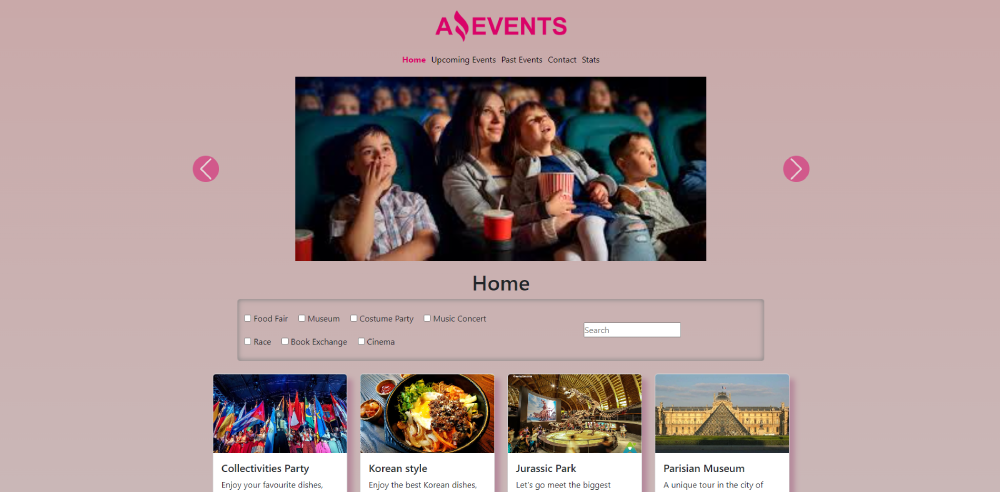 A EVENTS
Home Upcoming Events Past Events Contact Stats
Home
Food Fair Museum Costume Party Music Concert
Race Book Exchange Cinema
Search
Collectivities Party
Enjoy your favourite dishes,
Korean style
Enjoy the best Korean dishes,
Jurassic Park
Let's go meet the biggest
Parisian Museum
A unique tour in the city of